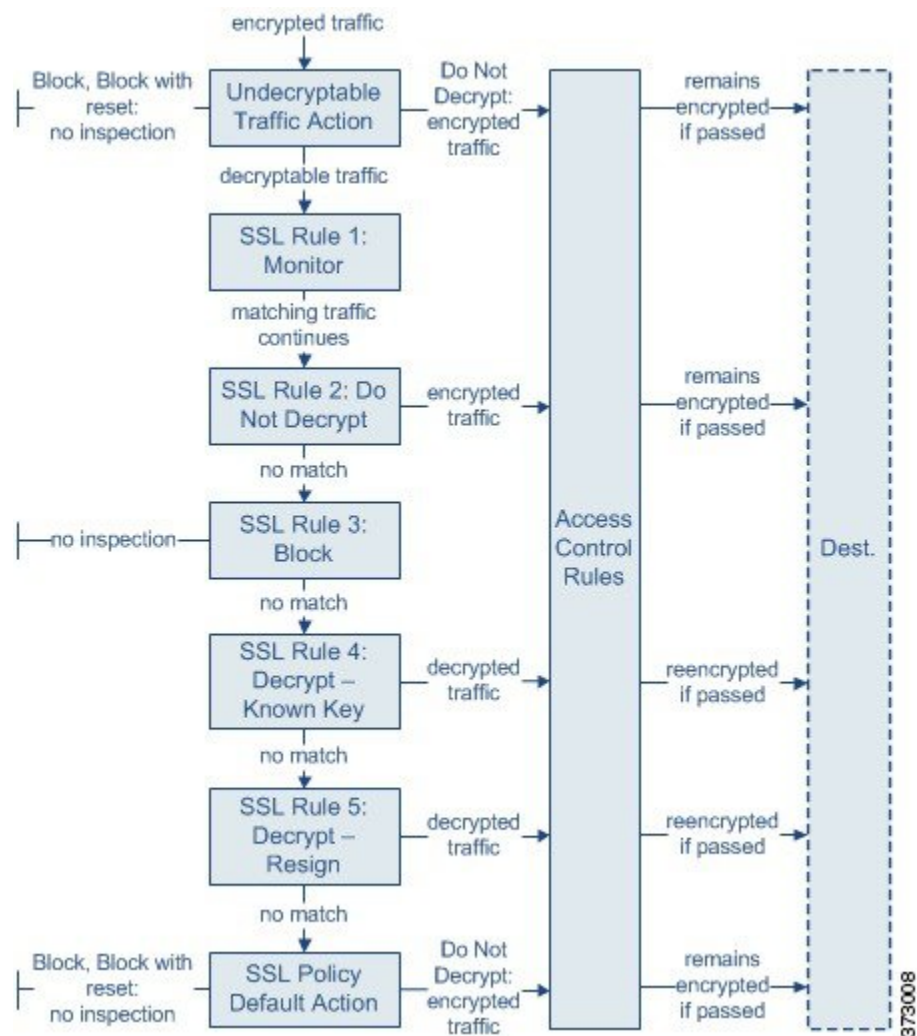 encrypted traffic
Block, Block with
reset:
no inspection
Undecryptable
Traffic Action
Do Not
Decrypt:
encrypted
traffic
remains
encrypted
if passed
decryptable traffic
SSL Rule 1:
Monitor
matching traffic
continues
SSL Rule 2: Do
Not Decrypt
encrypted
traffic
remains
encrypted
if passed
no match
no inspection
SSL Rule 3:
Block
Access
Control
Rules
Dest.
no match
SSL Rule 4:
Decrypt –
Known Key
decrypted
traffic
reencrypted
if passed
no match
SSL Rule 5:
Decrypt –
Resign
decrypted
traffic
reencrypted
if passed
no match
Block, Block with
reset:
no inspection
SSL Policy
Default Action
Do Not
Decrypt:
encrypted
traffic
remains
encrypted
if passed
373008